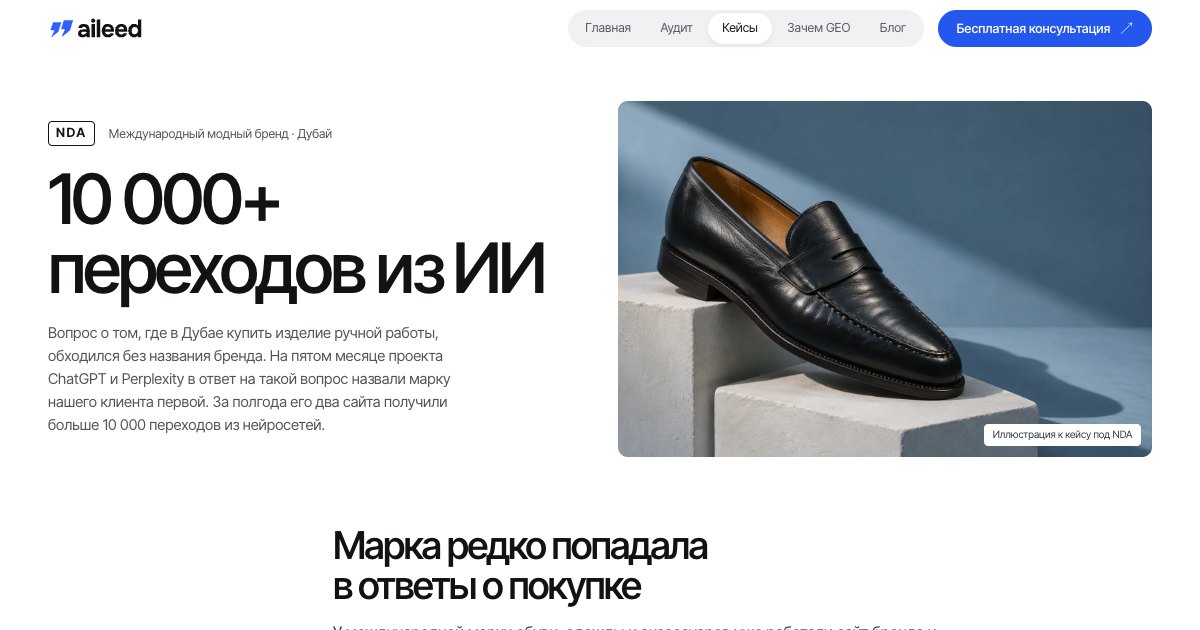 aileed
Главная
Аудит
Кейсы
Зачем GEO
Блог
Бесплатная консультация
NDA
Международный модный бренд · Дубай
10 000+
переходов из ИИ
Вопрос о том, где в Дубае купить изделие ручной работы,
обходился без названия бренда. На пятом месяце проекта
ChatGPT и Perplexity в ответ на такой вопрос назвали марку
нашего клиента первой. За полгода его два сайта получили
больше 10 000 переходов из нейросетей.
Иллюстрация к кейсу под NDA
Марка редко попадала
в ответы о покупке